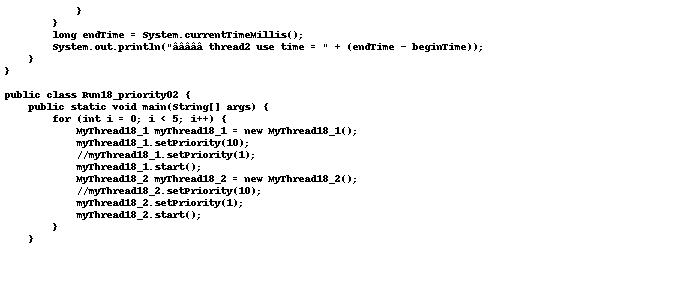 }
        }
        long endTime = System.currentTimeMillis();
        System.out.println("âââââ thread2 use time = " + (endTime - beginTime));
    }
}
public class Run18_priority02 {
    public static void main(String[] args) {
        for (int i = 0; i < 5; i++) {
            MyThread18_1 myThread18_1 = new MyThread18_1();
            myThread18_1.setPriority(10);
            //myThread18_1.setPriority(1);
            myThread18_1.start();
            MyThread18_2 myThread18_2 = new MyThread18_2();
            //myThread18_2.setPriority(10);
            myThread18_2.setPriority(1);
            myThread18_2.start();
        }
    }